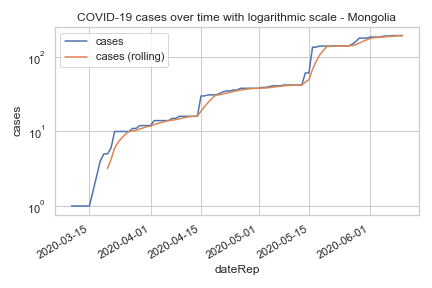 COVID-19 cases over time with logarithmic scale - Mongolia
cases
cases (rolling)
10²
10¹
10⁰
cases
2020-03-15
2020-04-01
2020-04-15
2020-05-01
2020-05-15
2020-06-01
dateRep